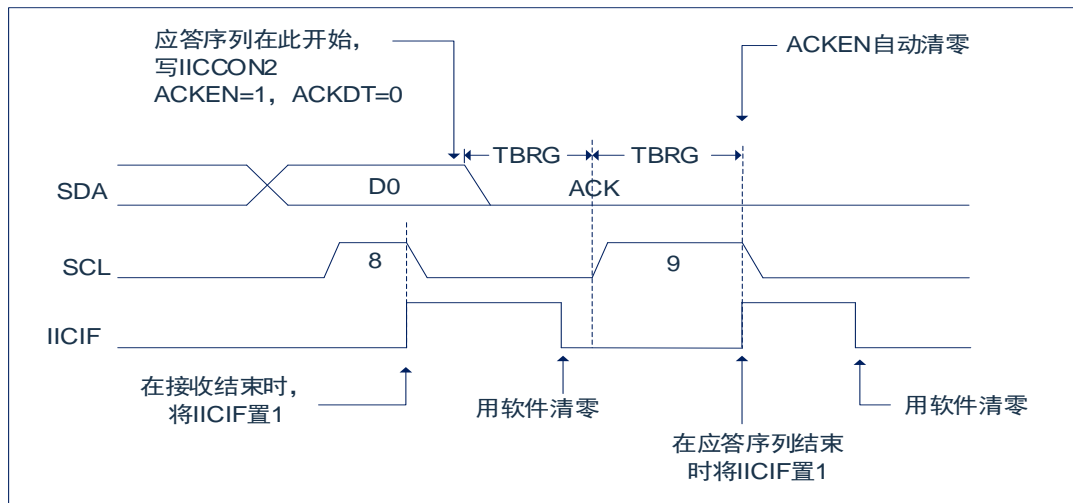 应答序列在此开始，
写IICCON2
ACKEN=1，ACKDT=0
ACKEN自动清零
TBRG
TBRG
SDA
D0
ACK
SCL
8
9
IICIF
在接收结束时，
将IICIF置1
用软件清零
在应答序列结束
时将IICIF置1
用软件清零